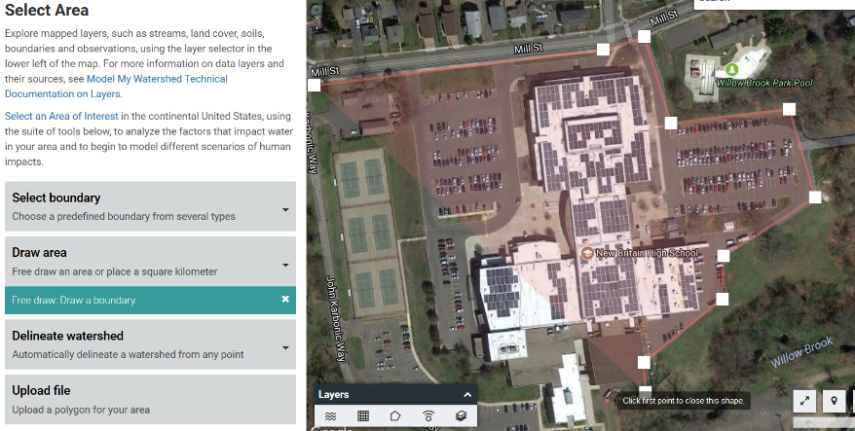 Select Area
Explore mapped layers, such as streams, land cover, soils,
boundaries and observations, using the layer selector in the
lower left of the map. For more information on data layers and
their sources, see Model My Watershed Technical
Documentation on Layers.
Select an Area of Interest in the continental United States, using
the suite of tools below, to analyze the factors that impact water
in your area and to begin to model different scenarios of human
impacts.
Select boundary
Choose a predefined boundary from several types
Draw area
Free draw an area or place a square kilometer
Free draw: Draw a boundary.
Delineate watershed
Automatically delineate a watershed from any point
Upload file
Upload a polygon for your area
Mill St
Mill St
Mill St
Willow Brook Park Pool
Karbonic Way
New Britain High School
John Karbonic Way
Willow Brook
Layers
Click first point to close this shape.